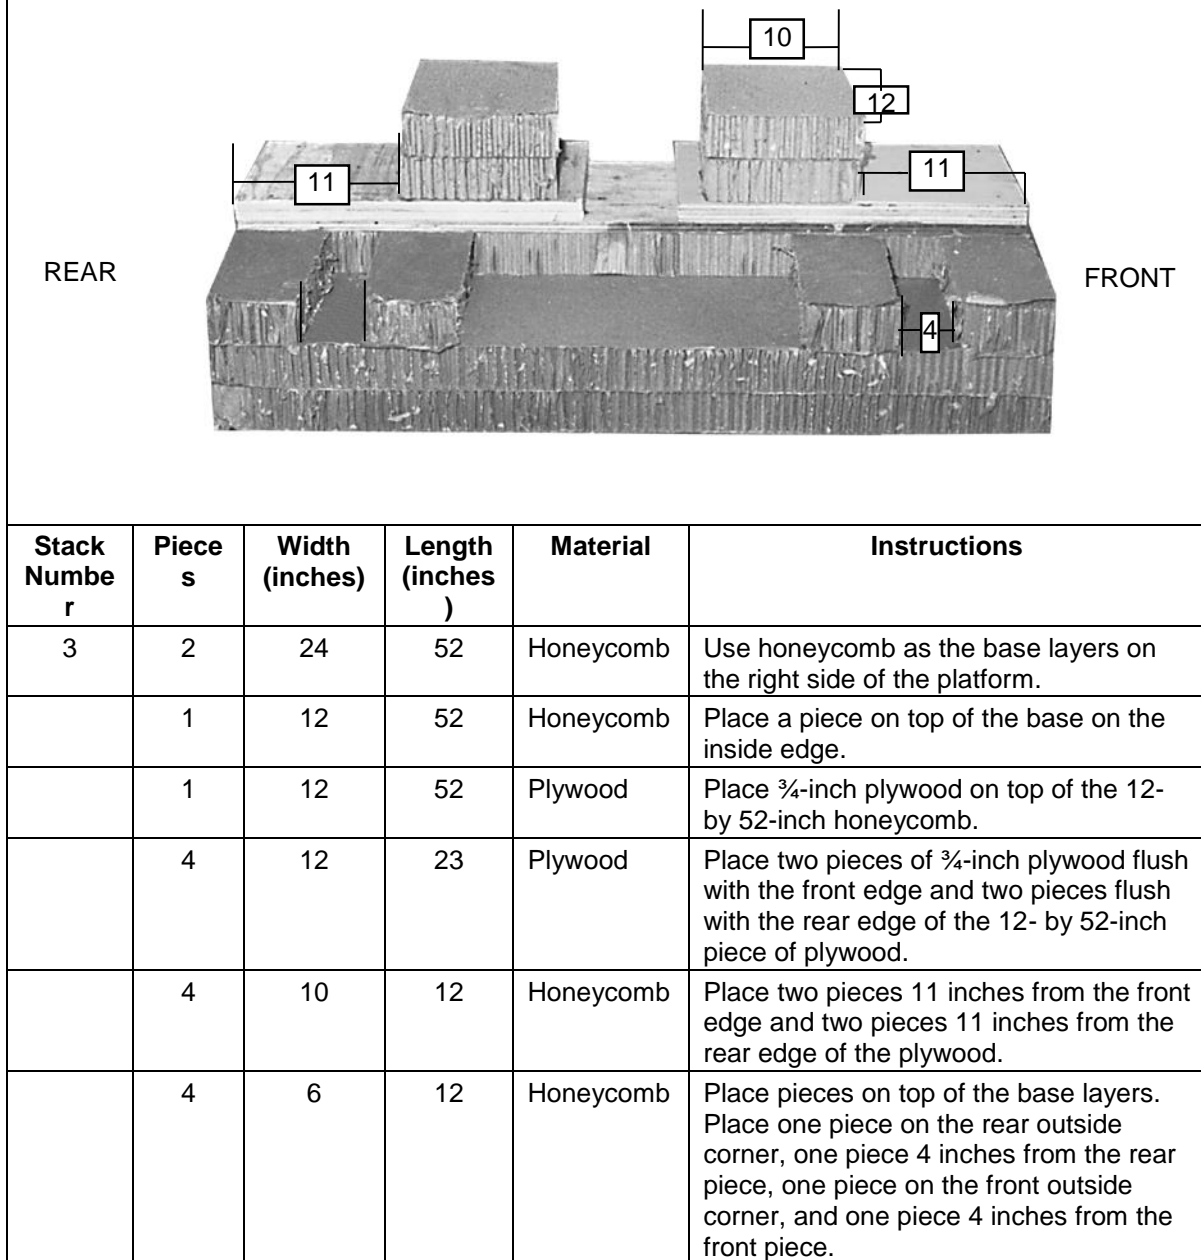 10
12
11
11
REAR
FRONT
4
Stack Piece Width Length Material Instructions
Numbe s (inches) (inches
r )
3 2 24 52 Honeycomb Use honeycomb as the base layers on
the right side of the platform.
1 12 52 Honeycomb Place a piece on top of the base on the
inside edge.
1 12 52 Plywood Place ¾-inch plywood on top of the 12-
by 52-inch honeycomb.
4 12 23 Plywood Place two pieces of ¾-inch plywood flush
with the front edge and two pieces flush
with the rear edge of the 12- by 52-inch
piece of plywood.
4 10 12 Honeycomb Place two pieces 11 inches from the front
edge and two pieces 11 inches from the
rear edge of the plywood.
4 6 12 Honeycomb Place pieces on top of the base layers.
Place one piece on the rear outside
corner, one piece 4 inches from the rear
piece, one piece on the front outside
corner, and one piece 4 inches from the
front piece.